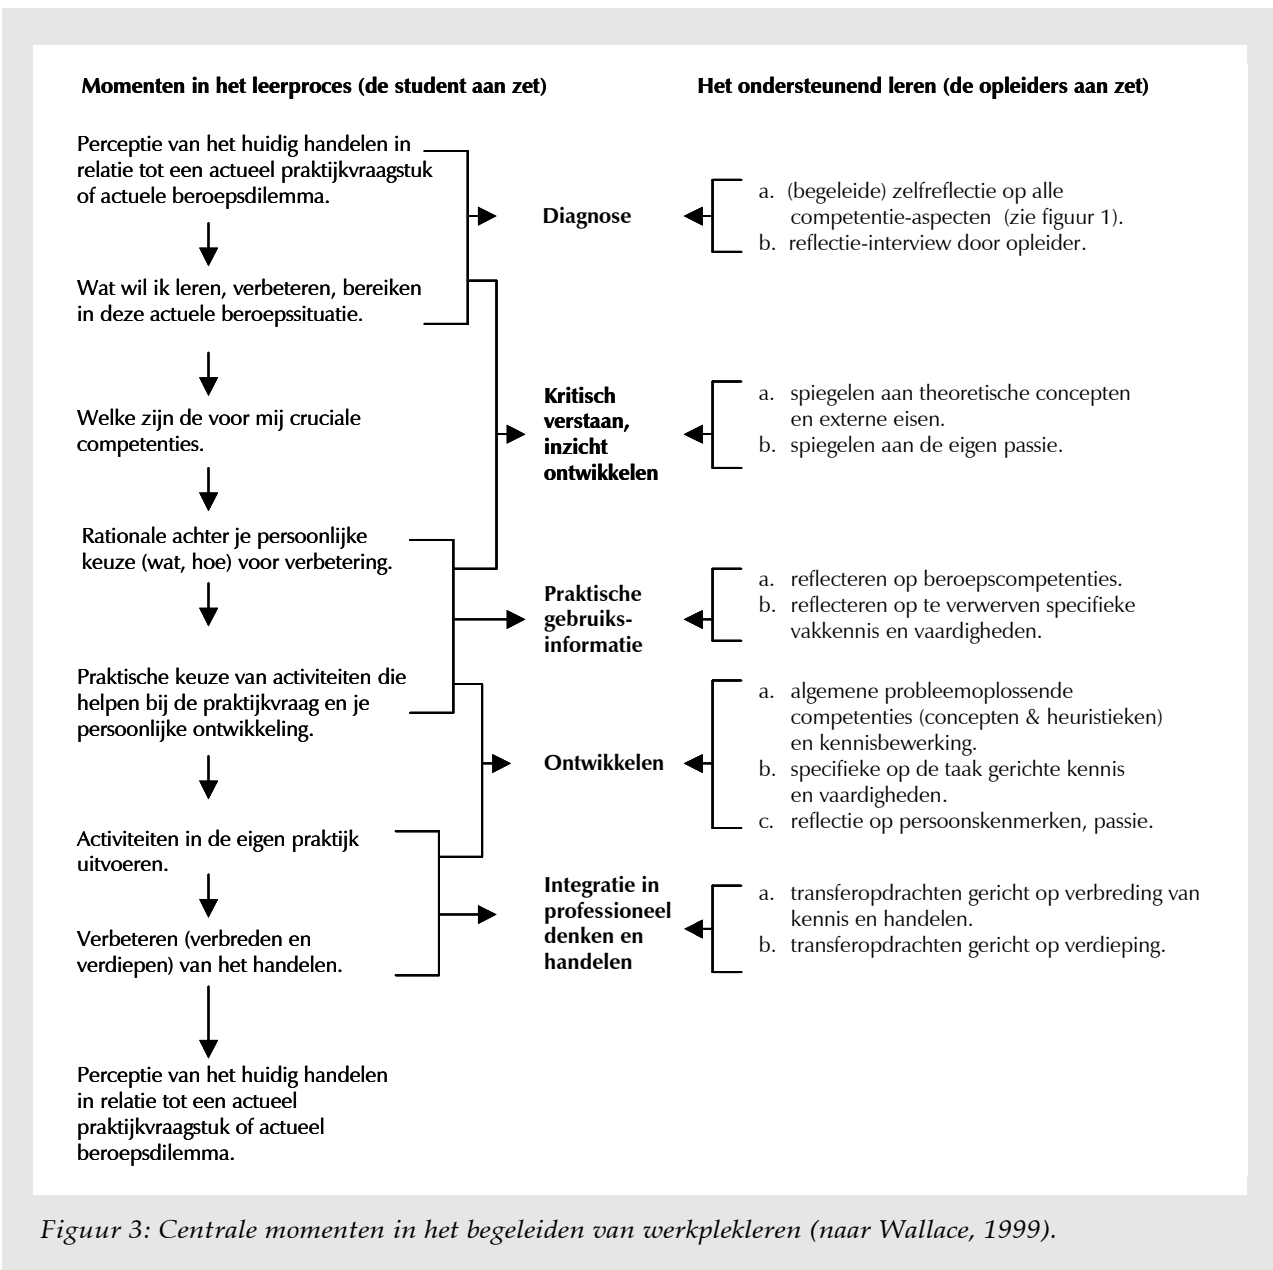 Momenten in het leerproces (de student aan zet)
Perceptie van het huidig handelen in
relatie tot een actueel praktijkvraagstuk
of actuele beroepsdilemma.
Wat wil ik leren, verbeteren, bereiken
in deze actuele beroepssituatie.
Welke zijn de voor mij cruciale
competenties.
Rationale achter je persoonlijke
keuze (wat, hoe) voor verbetering.
Praktische keuze van activiteiten die
helpen bij de praktijkvraag en je
persoonlijke ontwikkeling.
Activiteiten in de eigen praktijk
uitvoeren.
Verbeteren (verbreden en
verdiepen) van het handelen.
Perceptie van het huidig handelen
in relatie tot een actueel
praktijkvraagstuk of actueel
beroepsdilemma.
Diagnose
Kritisch
verstaan,
inzicht
ontwikkelen
Praktische
gebruiks-
informatie
Ontwikkelen
Integratie in
professioneel
denken en
handelen
Het ondersteunend leren (de opleiders aan zet)
a. (begeleide) zelfreflectie op alle
competentie-aspecten (zie figuur 1).
b. reflectie-interview door opleider.
a. spiegelen aan theoretische concepten
en externe eisen.
b. spiegelen aan de eigen passie.
a. reflecteren op beroepscompetenties.
b. reflecteren op te verwerven specifieke
vakkennis en vaardigheden.
a. algemene probleemoplossende
competenties (concepten & heuristieken)
en kennisbewerking.
b. specifieke op de taak gerichte kennis
en vaardigheden.
c. reflectie op persoonskenmerken, passie.
a. transferopdrachten gericht op verbreding van
kennis en handelen.
b. transferopdrachten gericht op verdieping.
Figuur 3: Centrale momenten in het begeleiden van werkplekleren (naar Wallace, 1999).